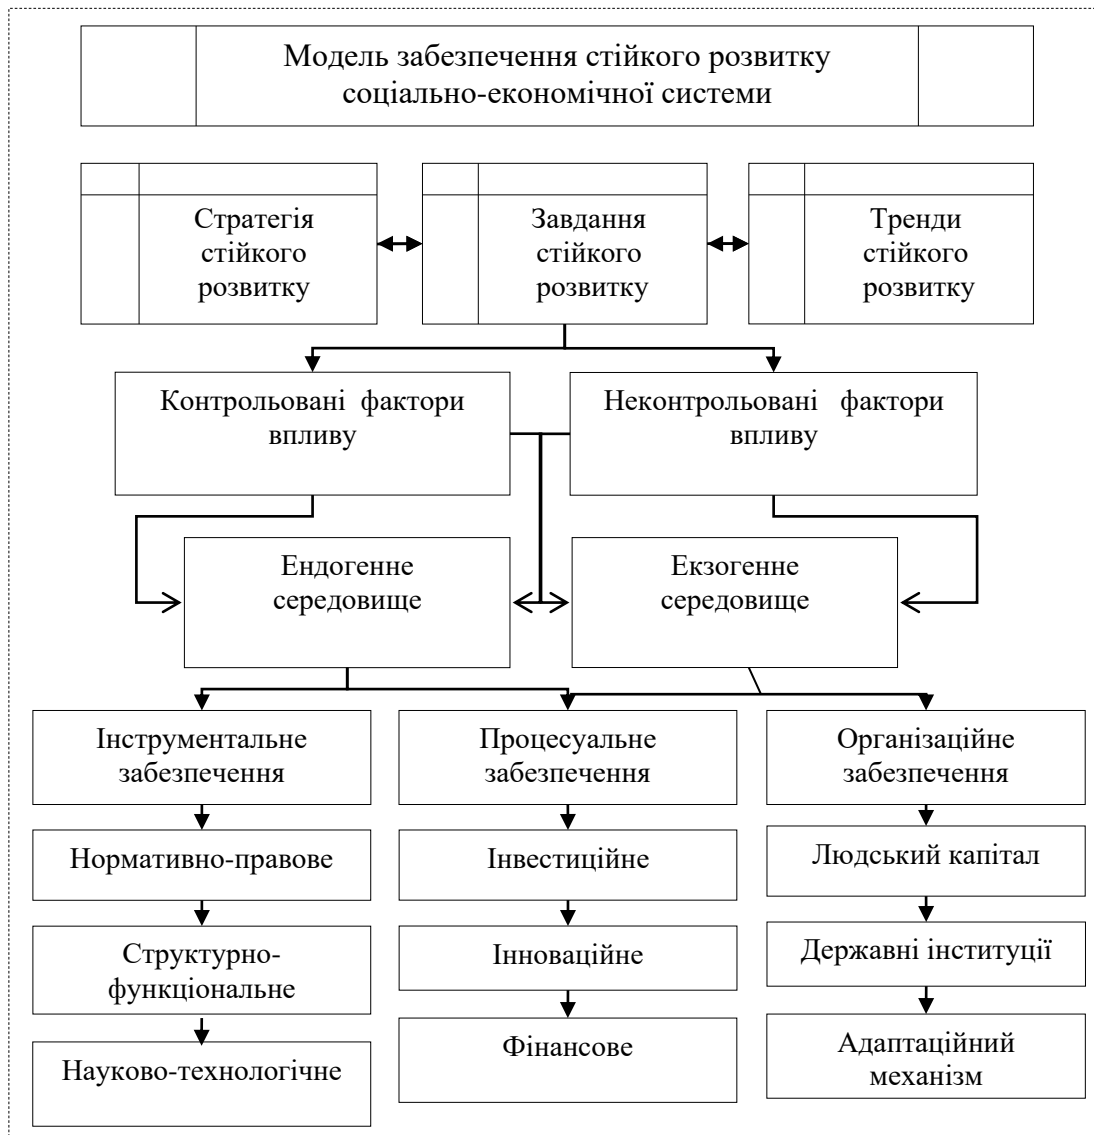 Модель забезпечення стійкого розвитку
соціально-економічної системи
Стратегія
стійкого
розвитку
Завдання
стійкого
розвитку
Тренди
стійкого
розвитку
Контрольовані фактори
впливу
Неконтрольовані фактори
впливу
Ендогенне
середовище
Екзогенне
середовище
Інструментальне
забезпечення
Процесуальне
забезпечення
Організаційне
забезпечення
Нормативно-правове
Інвестиційне
Людський капітал
Структурно-
функціональне
Інноваційне
Державні інституції
Науково-технологічне
Фінансове
Адаптаційний
механізм